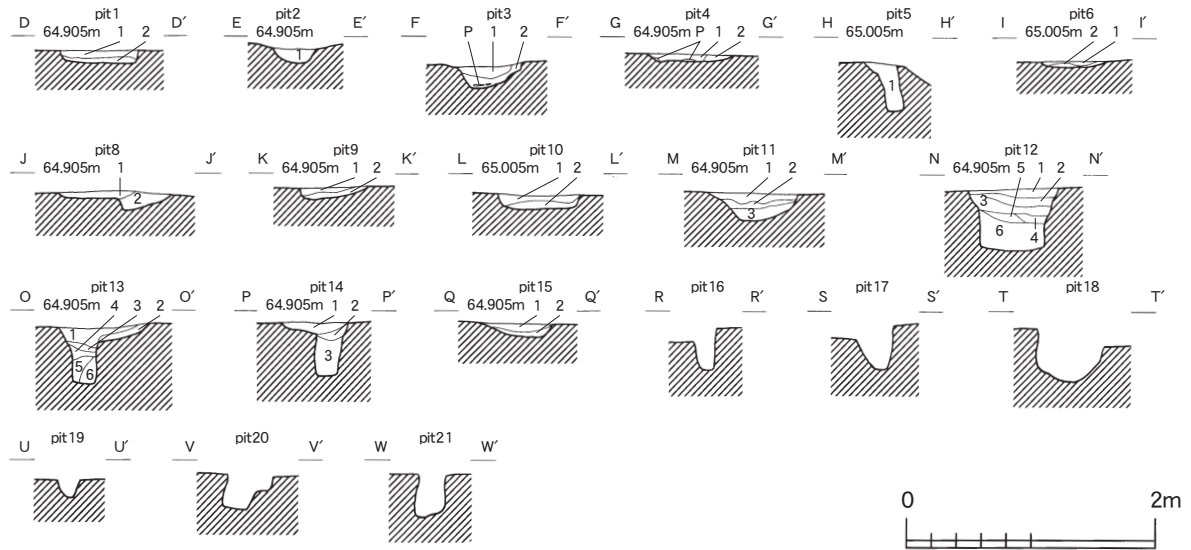 pit1 pit2 pit3 pit4 pit5 pit6
D D′ E E′ F F′ G G′ H H′ I I′
64.905m 1 2 64.905m P 1 2 64.905m P 1 2 65.005m 65.005m 2 1
1 1
pit8 pit9 pit10 pit11 pit12
J J′ K K′ L L′ M M′ N N′
64.905m 1 64.905m 1 2 65.005m 1 2 64.905m 1 2 64.905m 5 1 2
2 3 3 6 4
pit13 pit14 pit15 pit16 pit17 pit18
O O′ P P′ Q Q′ R R′ S S′ T T′
64.905m 4 3 2 64.905m 1 2 64.905m 1 2
1 5 6 3
pit19 pit20 pit21
U U′ V V′ W W′
0 2m